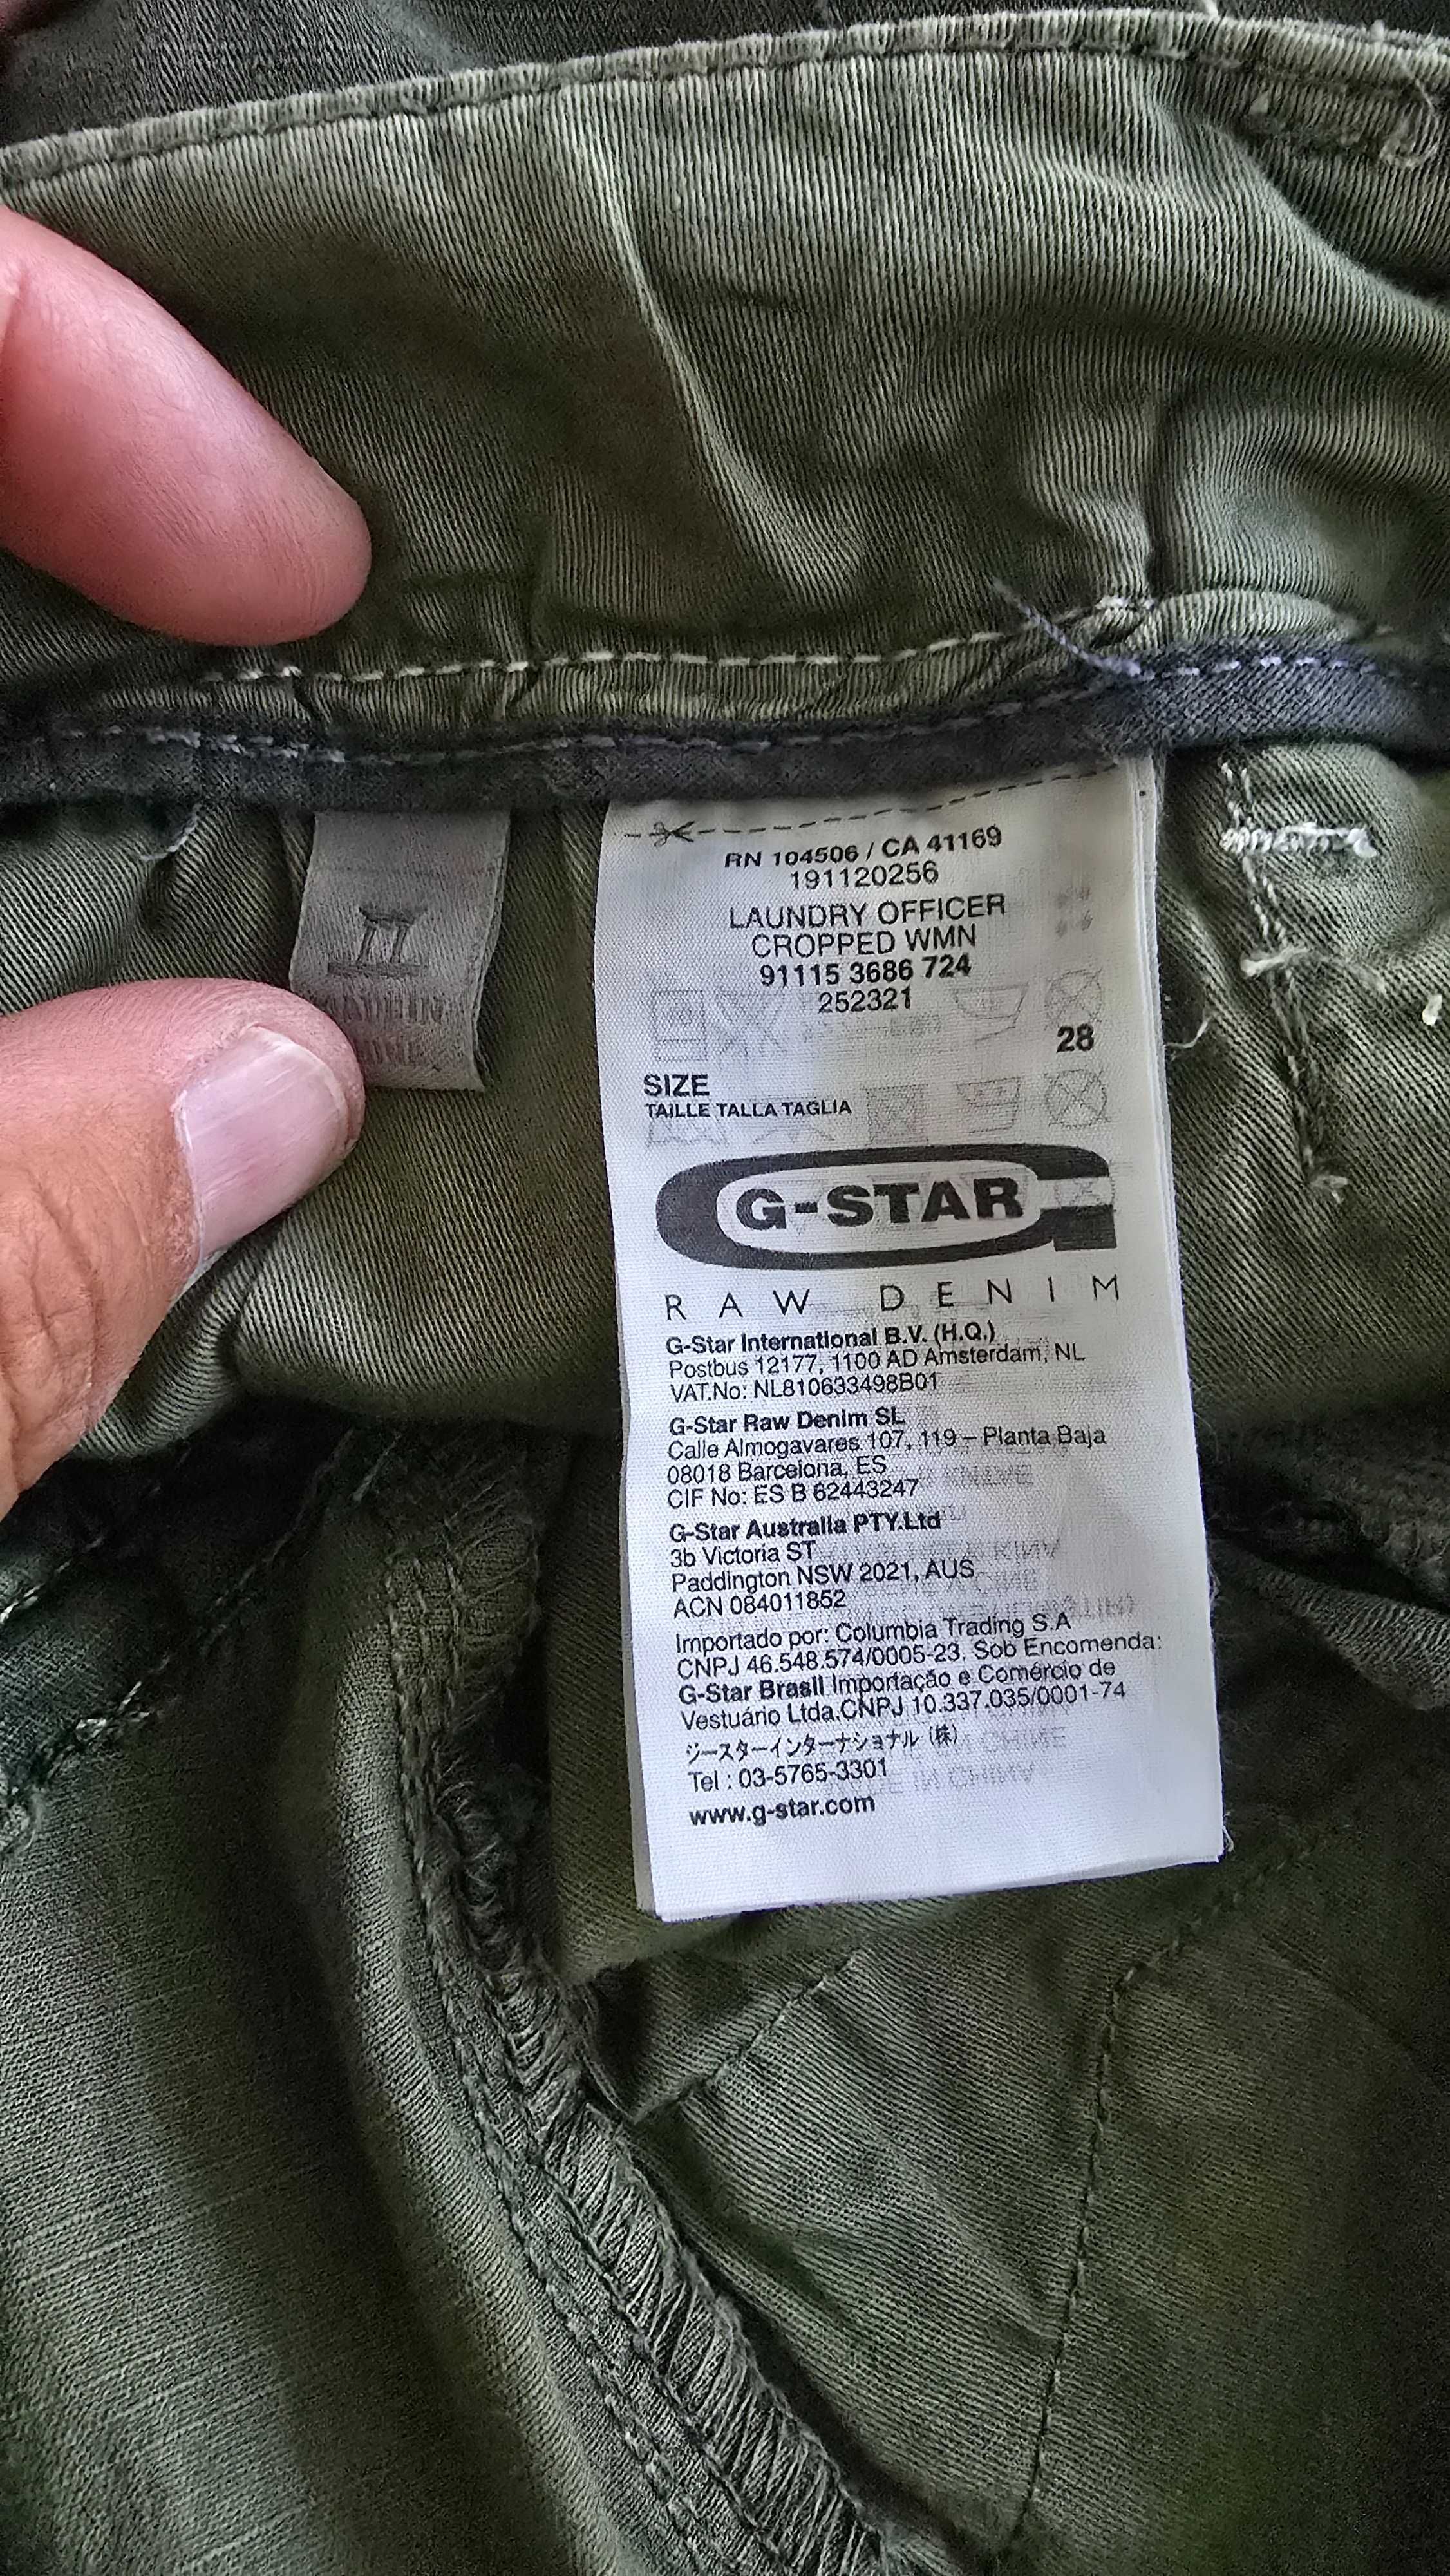 RN 104506 / CA 41169
191120256
LAUNDRY OFFICER
CROPPED WMN
91115 3686 724
252321
28
SIZE
TAILLE TALLA TAGLIA
G-STAR
RAW DENIM
G-Star International B.V. (H.Q.)
Postbus 12177, 1100 AD Amsterdam, NL
VAT.No: NL810633498B01
G-Star Raw Denim SL
Calle Almogavares 107, 119 – Planta Baja
08018 Barcelona, ES
CIF No: ES B 62443247
G-Star Australia PTY.Ltd
3b Victoria ST
Paddington NSW 2021, AUS
ACN 084011852
Importado por: Columbia Trading S.A
CNPJ 46.548.574/0005-23. Sob Encomenda:
G-Star Brasil Importação e Comércio de
Vestuário Ltda.CNPJ 10.337.035/0001-74
ジースターインターナショナル (株)
Tel : 03-5765-3301
www.g-star.com